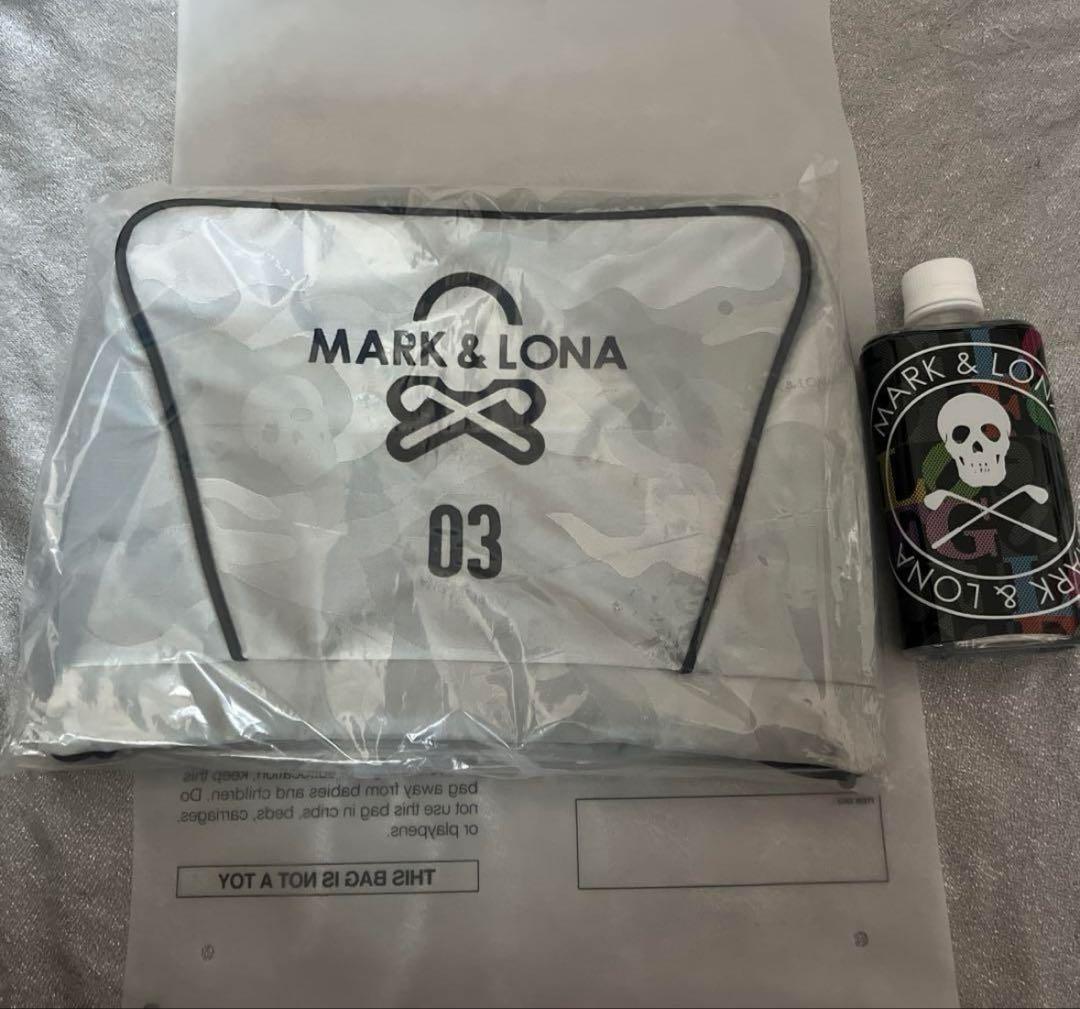 MARK & LONA
03
MARK & LON
MARK & LONA
bag away from babies and children. Do
not use this bag in cribs, beds, carriages,
or playpens.
THIS BAG IS NOT A TOY